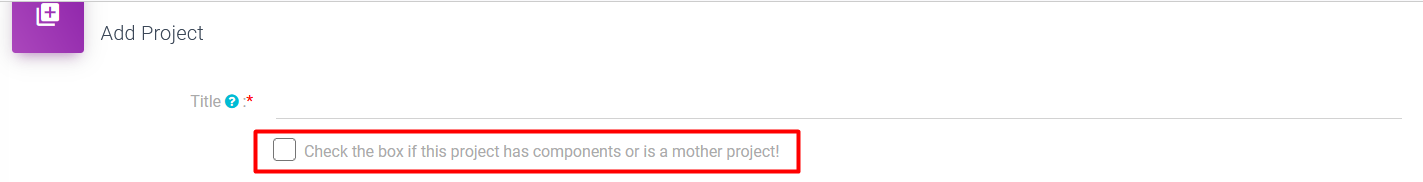 Add Project
Title ? :*
Check the box if this project has components or is a mother project!